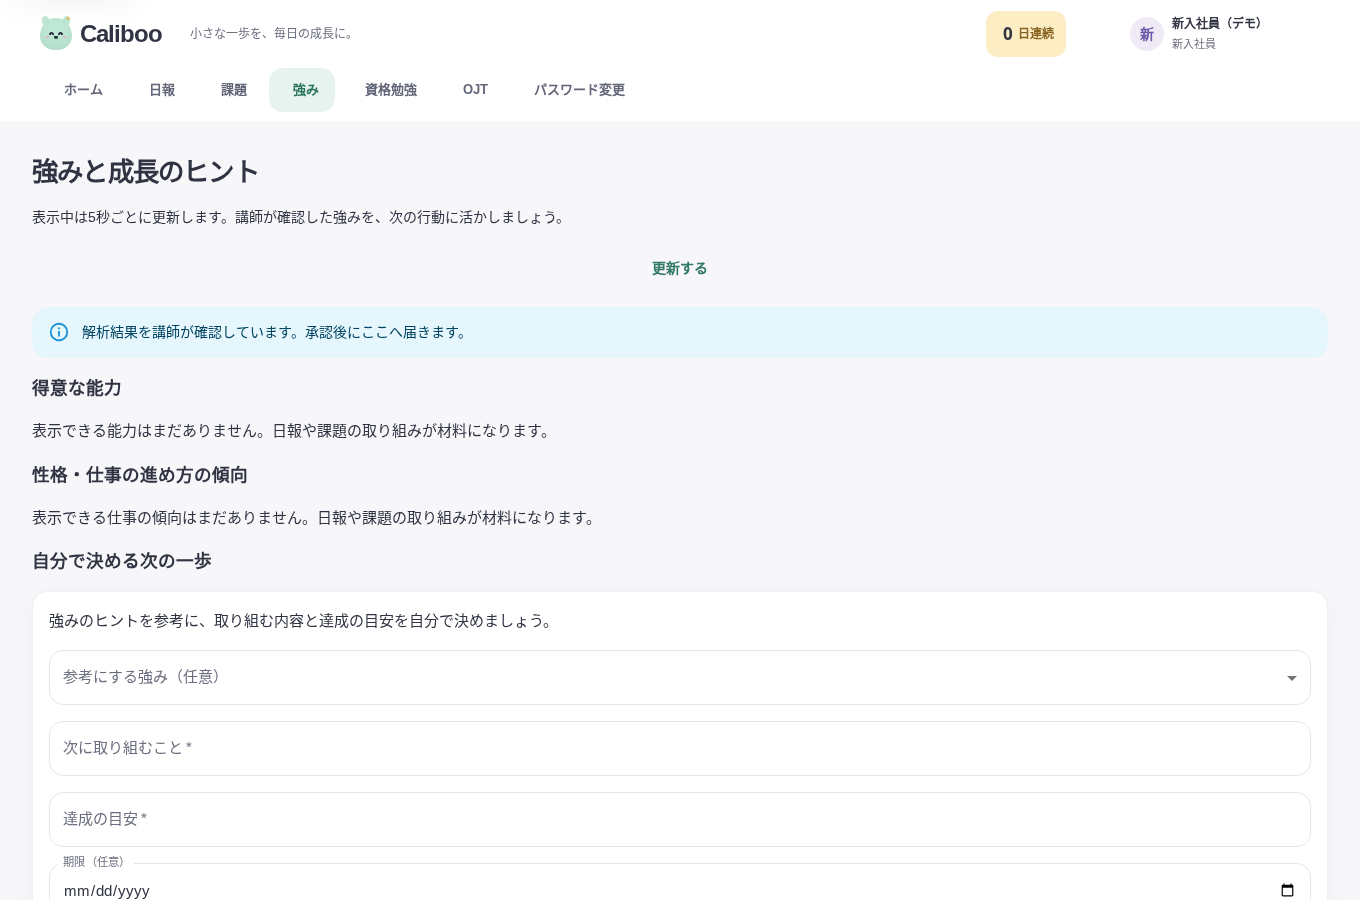 Caliboo
小さな一歩を、毎日の成長に。
0 日連続
新
新入社員（デモ）
新入社員
ホーム
日報
課題
強み
資格勉強
OJT
パスワード変更
強みと成長のヒント
表示中は5秒ごとに更新します。講師が確認した強みを、次の行動に活かしましょう。
更新する
解析結果を講師が確認しています。承認後にここへ届きます。
得意な能力
表示できる能力はまだありません。日報や課題の取り組みが材料になります。
性格・仕事の進め方の傾向
表示できる仕事の傾向はまだありません。日報や課題の取り組みが材料になります。
自分で決める次の一歩
強みのヒントを参考に、取り組む内容と達成の目安を自分で決めましょう。
参考にする強み（任意）
次に取り組むこと *
達成の目安 *
期限（任意）
mm/dd/yyyy